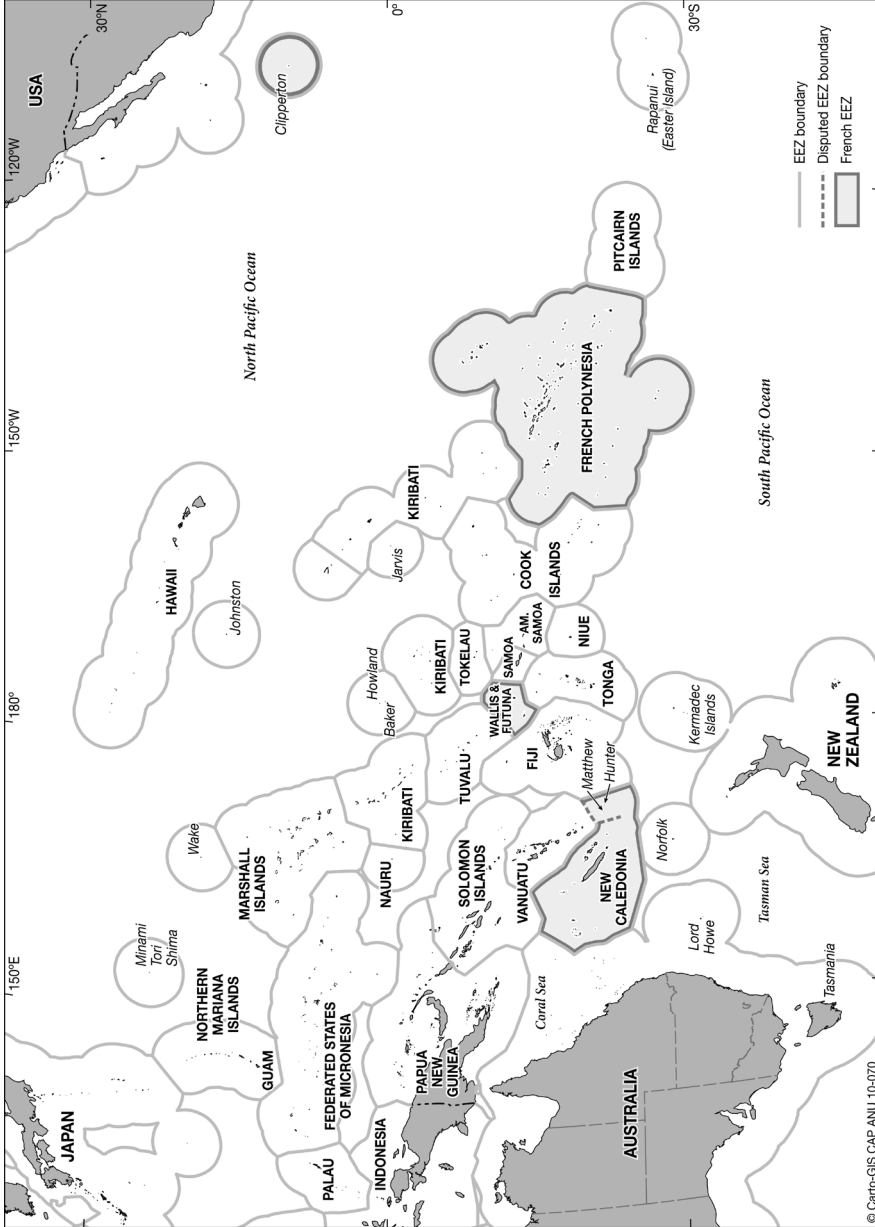 120°W
150°W
180°
150°E
30°N
0°
30°S
USA
Clipperton
Rapanui
(Easter Island)
North Pacific Ocean
PITCAIRN
ISLANDS
FRENCH POLYNESIA
South Pacific Ocean
HAWAII
Johnston
KIRIBATI
Jarvis
COOK
ISLANDS
Howland
Baker
KIRIBATI
TOKELAU
SAMOA
AM.
SAMOA
NIUE
WALLIS &
FUTUNA
TONGA
FIJI
TUVALU
Matthew
Hunter
Kermadec
Islands
NEW
ZEALAND
Wake
MARSHALL
ISLANDS
KIRIBATI
NAURU
SOLOMON
ISLANDS
VANUATU
NEW
CALEDONIA
Norfolk
Lord
Howe
Tasman Sea
Tasmania
Minami
Tori
Shima
NORTHERN
MARIANA
ISLANDS
GUAM
FEDERATED STATES
OF MICRONESIA
PAPUA
NEW
GUINEA
Coral Sea
JAPAN
PALAU
INDONESIA
AUSTRALIA
EEZ boundary
Disputed EEZ boundary
French EEZ
© Carto-GIS CAP ANU 10-070